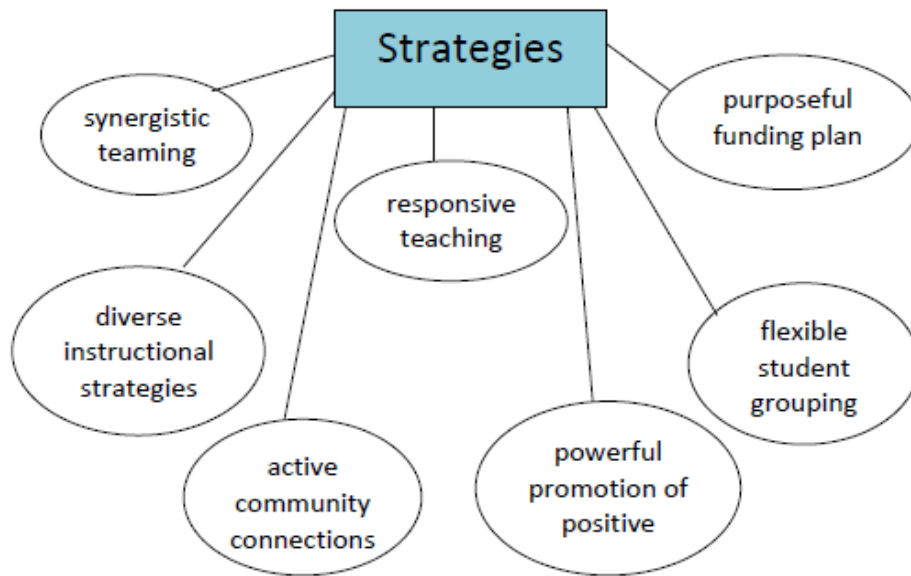 Strategies
synergistic
teaming
purposeful
funding plan
responsive
teaching
diverse
instructional
strategies
flexible
student
grouping
active
community
connections
powerful
promotion of
positive